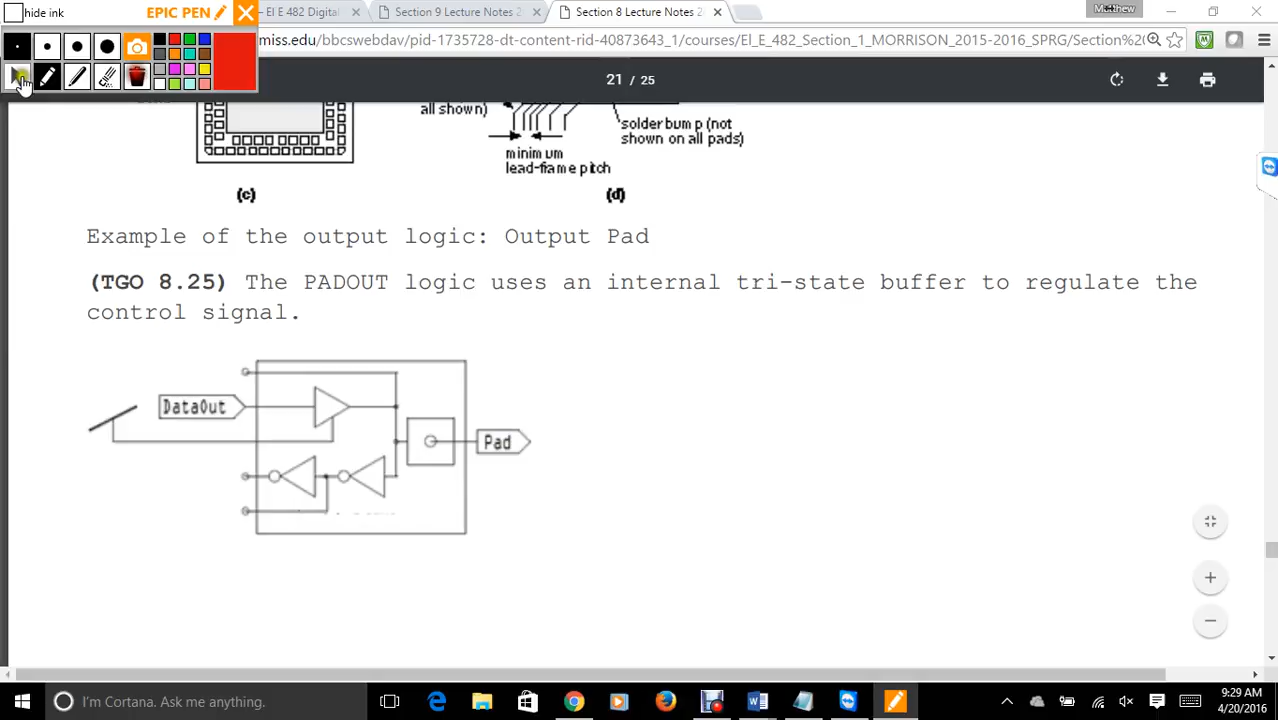 hide ink
EPIC PEN
– El E 482 Digital
Section 9 Lecture Notes 2
Section 8 Lecture Notes 2
Matthew
miss.edu/bbcswebdav/pid-1735728-dt-content-rid-40873643_1/courses/El_E_482_Section_1_MORRISON_2015-2016_SPRG/Section%2
21 / 25
all shown)
solder bump (not
shown on all pads)
minimum
lead-frame pitch
(c)
(d)
Example of the output logic: Output Pad
(TGO 8.25) The PADOUT logic uses an internal tri-state buffer to regulate the
control signal.
DataOut
Pad
I'm Cortana. Ask me anything.
9:29 AM
4/20/2016